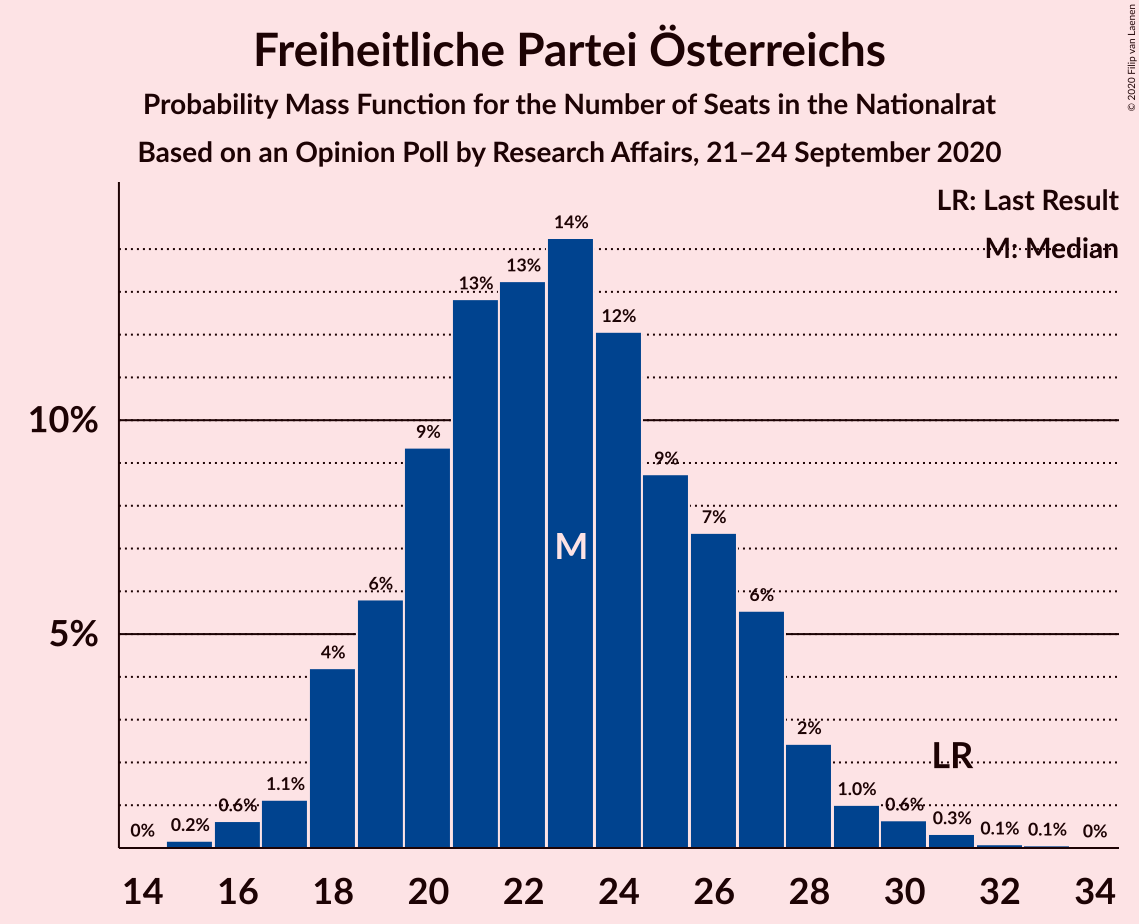 Freiheitliche Partei Österreichs
Probability Mass Function for the Number of Seats in the Nationalrat
Based on an Opinion Poll by Research Affairs, 21–24 September 2020
© 2020 Filip van Laenen
LR: Last Result
M: Median
10%
5%
0%
0.2%
0.6%
1.1%
4%
6%
9%
13%
13%
14%
12%
9%
7%
6%
2%
1.0%
0.6%
0.3%
0.1%
0.1%
0%
M
LR
14 16 18 20 22 24 26 28 30 32 34